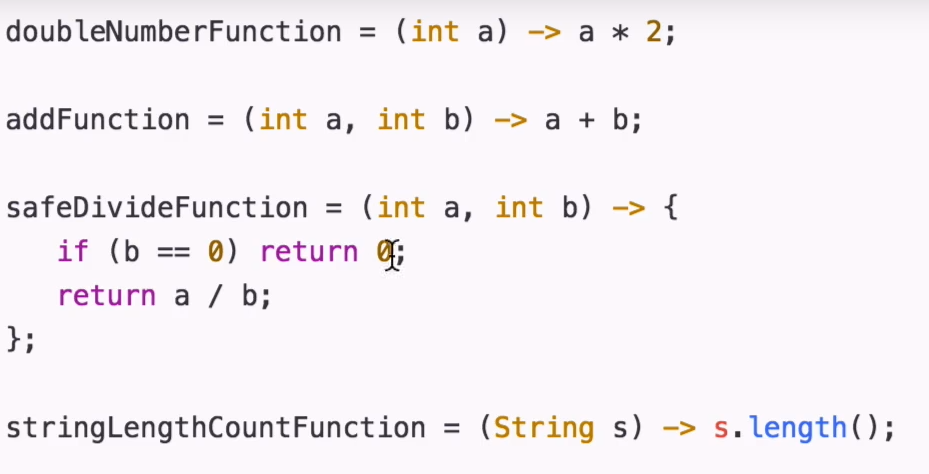 doubleNumberFunction = (int a) -> a * 2;
addFunction = (int a, int b) -> a + b;
safeDivideFunction = (int a, int b) -> {
if (b == 0) return 0;
return a / b;
};
stringLengthCountFunction = (String s) -> s.length();